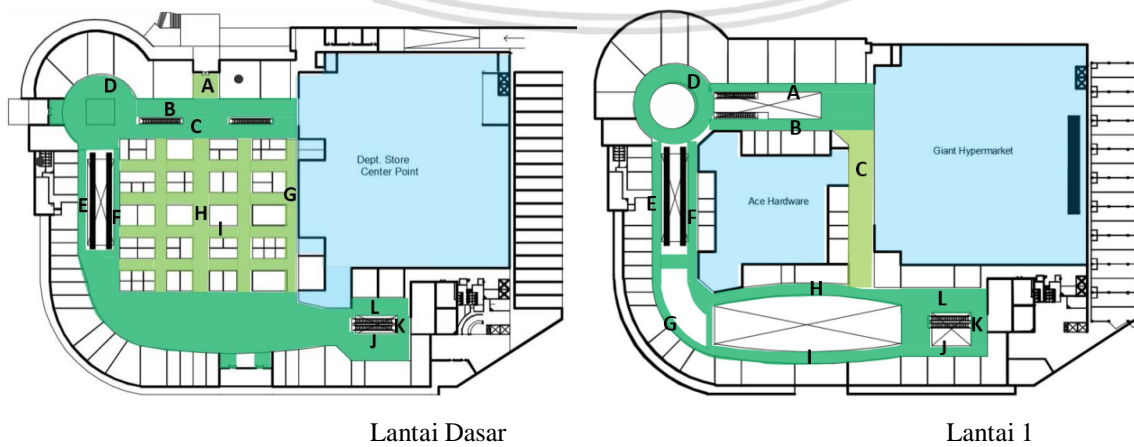 A
D
B
C
Dept. Store
Center Point
G
E
F
H
I
L
K
J
Lantai Dasar
D
A
B
Giant Hypermarket
C
Ace Hardware
E
F
H
L
G
K
J
I
Lantai 1